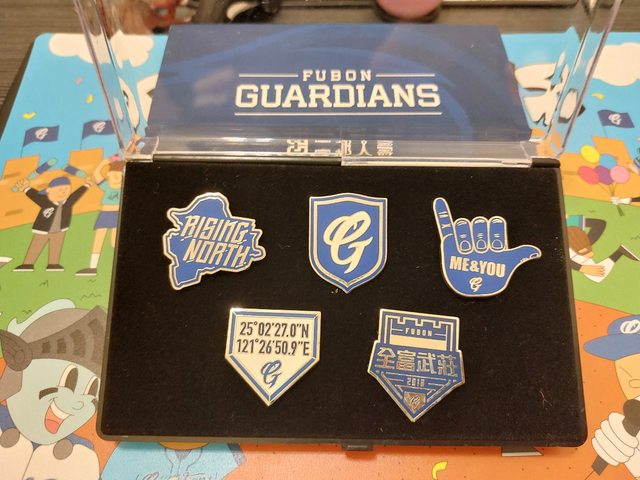 FUBON
GUARDIANS
RISING
NORTH
G
ME&YOU
G
25°02'27.0"N
121°26'50.9"E
G
FUBON
全富武莊
2018
G